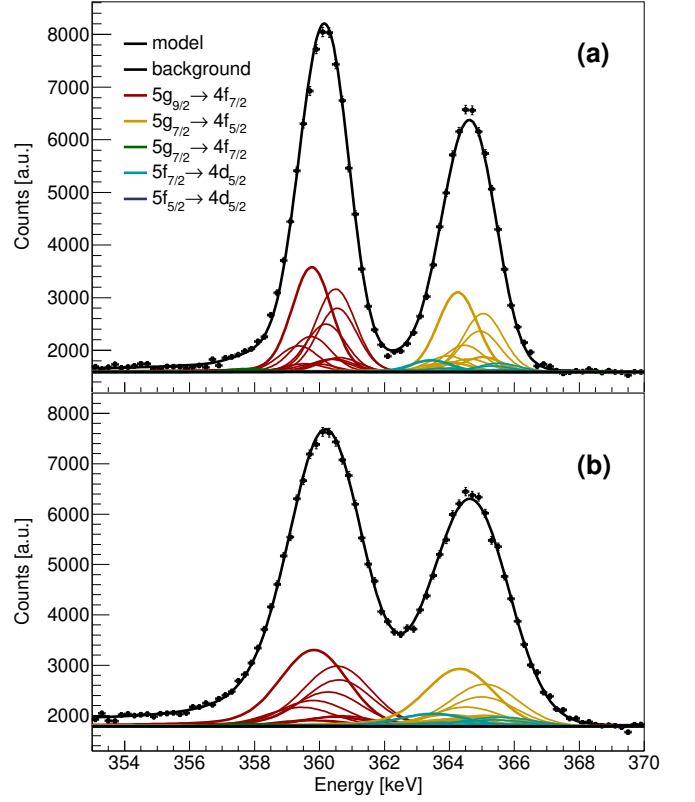 8000
7000
6000
5000
4000
3000
2000
Counts [a.u.]
model
background
5g9/2→ 4f7/2
5g7/2→ 4f5/2
5g7/2→ 4f7/2
5f7/2→ 4d5/2
5f5/2→ 4d5/2
(a)
8000
7000
6000
5000
4000
3000
2000
Counts [a.u.]
(b)
354 356 358 360 362 364 366 368 370
Energy [keV]